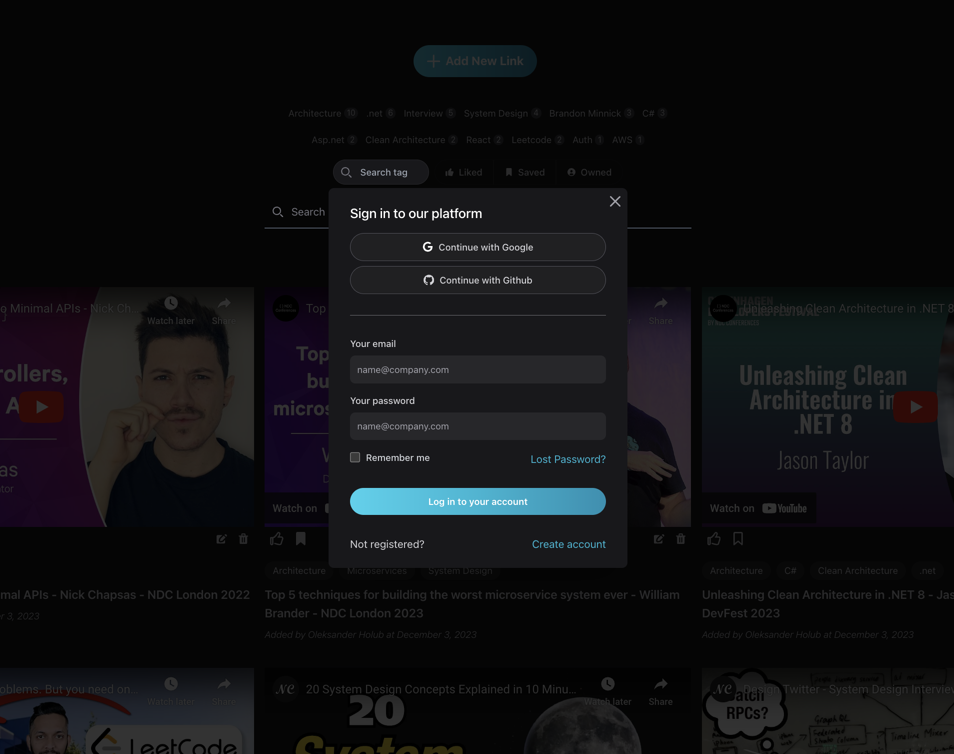 Add New Link
Architecture 10 .net 6 Interview 5 System Design 4 Brandon Minnick 3 C# 3
Asp.net 2 Clean Architecture 2 React 2 Leetcode 2 Auth 1 AWS 1
Search tag Liked Saved Owned
Search
Sign in to our platform
Continue with Google
Continue with Github
Your email
name@company.com
Your password
name@company.com
Remember me Lost Password?
Log in to your account
Not registered? Create account
g Minimal APIs - Nick Ch...
Watch later Share
ollers,
as
Top
Top
bu
micros
Watch on
Share
Unleashing Clean Architecture in .NET 8
Unleashing Clean
Architecture in
.NET 8
Jason Taylor
Watch on YouTube
Architecture Microservices System Design
Architecture C# Clean Architecture .net
mal APIs - Nick Chapsas - NDC London 2022
r 3, 2023
Top 5 techniques for building the worst microservice system ever - William
Brander - NDC London 2023
Added by Oleksander Holub at December 3, 2023
Unleashing Clean Architecture in .NET 8 - Jas
DevFest 2023
Added by Oleksander Holub at December 3, 2023
oblems. But you need on...
Watch later Share
LeetCode
20 System Design Concepts Explained in 10 Minu...
Watch later Share
20
System
Design Twitter - System Design Interview
RPCs?